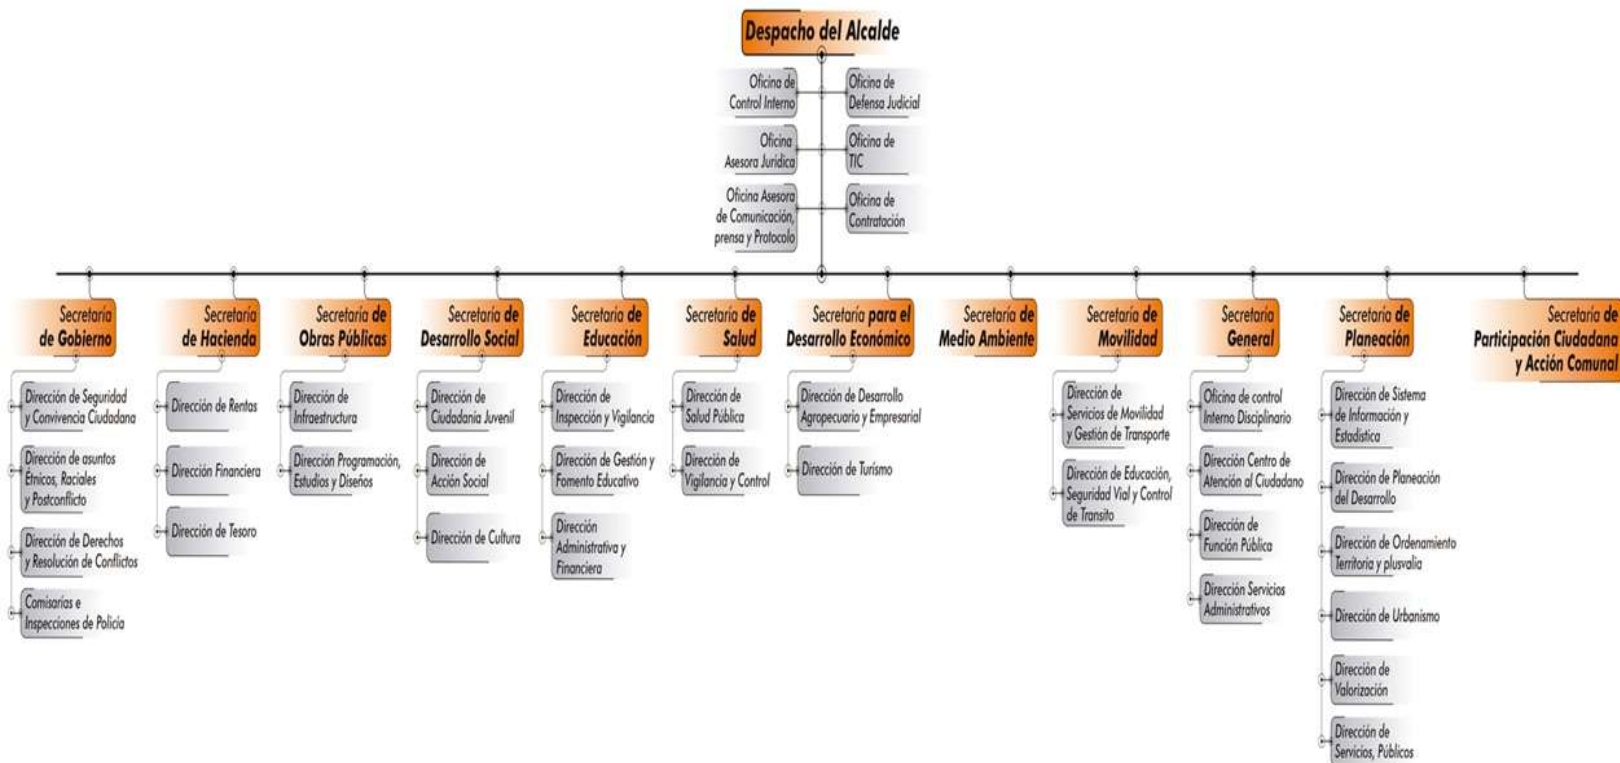 Despacho del Alcalde
Oficina de
Control Interno
Oficina de
Defensa Judicial
Oficina
Asesora Jurídica
Oficina de
TIC
Oficina Asesora
de Comunicación,
prensa y Protocolo
Oficina de
Contratación
Secretaría
de Gobierno
Dirección de Seguridad
y Convivencia Ciudadana
Dirección de asuntos
Étnicos, Raciales
y Postconflicto
Dirección de Derechos
y Resolución de Conflictos
Comisarias e
Inspecciones de Policia
Secretaría
de Hacienda
Dirección de Rentas
Dirección Financiera
Dirección de Tesoro
Secretaría de
Obras Públicas
Dirección de
Infraestructura
Dirección Programación,
Estudios y Diseños
Secretaría de
Desarrollo Social
Dirección de
Ciudadanía Juvenil
Dirección de
Acción Social
Dirección de Cultura
Secretaría de
Educación
Dirección de
Inspección y Vigilancia
Dirección de Gestión y
Fomento Educativo
Dirección
Administrativa y
Financiera
Secretaría de
Salud
Dirección de
Salud Pública
Dirección de
Vigilancia y Control
Secretaría para el
Desarrollo Económico
Dirección de Desarrollo
Agropecuario y Empresarial
Dirección de Turísmo
Secretaría de
Medio Ambiente
Secretaría de
Movilidad
Dirección de
Servicios de Movilidad
y Gestión de Transporte
Dirección de Educación,
Seguridad Vial y Control
de Transito
Secretaría
General
Oficina de control
Interno Disciplinario
Dirección Centro de
Atención al Ciudadano
Dirección de
Función Pública
Dirección Servicios
Administrativos
Secretaría de
Planeación
Dirección de Sistema
de Información y
Estadística
Dirección de Planeación
del Desarrollo
Dirección de Ordenamiento
Territoria y plusvalia
Dirección de Urbanismo
Dirección de
Valorización
Dirección de
Servicios, Públicos
Secretaría de
Participación Ciudadana
y Acción Comunal